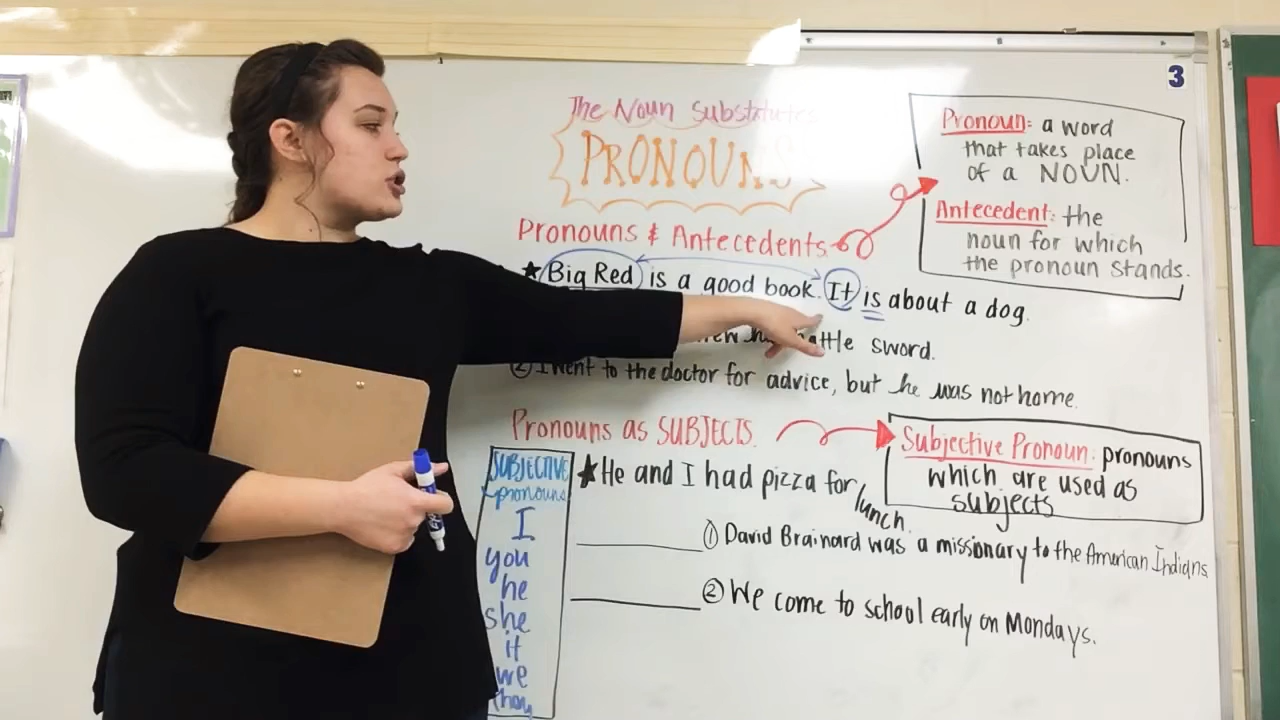 3
The Noun Substitute
PRONOUNS
Pronoun: a word
that takes place
of a NOUN.
Antecedent: the
noun for which
the pronoun stands.
Pronouns & Antecedents
★ Big Red is a good book. It is about a dog.
sword.
② I went to the doctor for advice, but he was not home.
Pronouns as SUBJECTS.
Subjective Pronoun: pronouns
which are used as
subjects
SUBJECTIVE
pronouns
I
you
he
she
it
we
they
★ He and I had pizza for
lunch.
① David Brainard was a missionary to the American Indians
② We come to school early on Mondays.